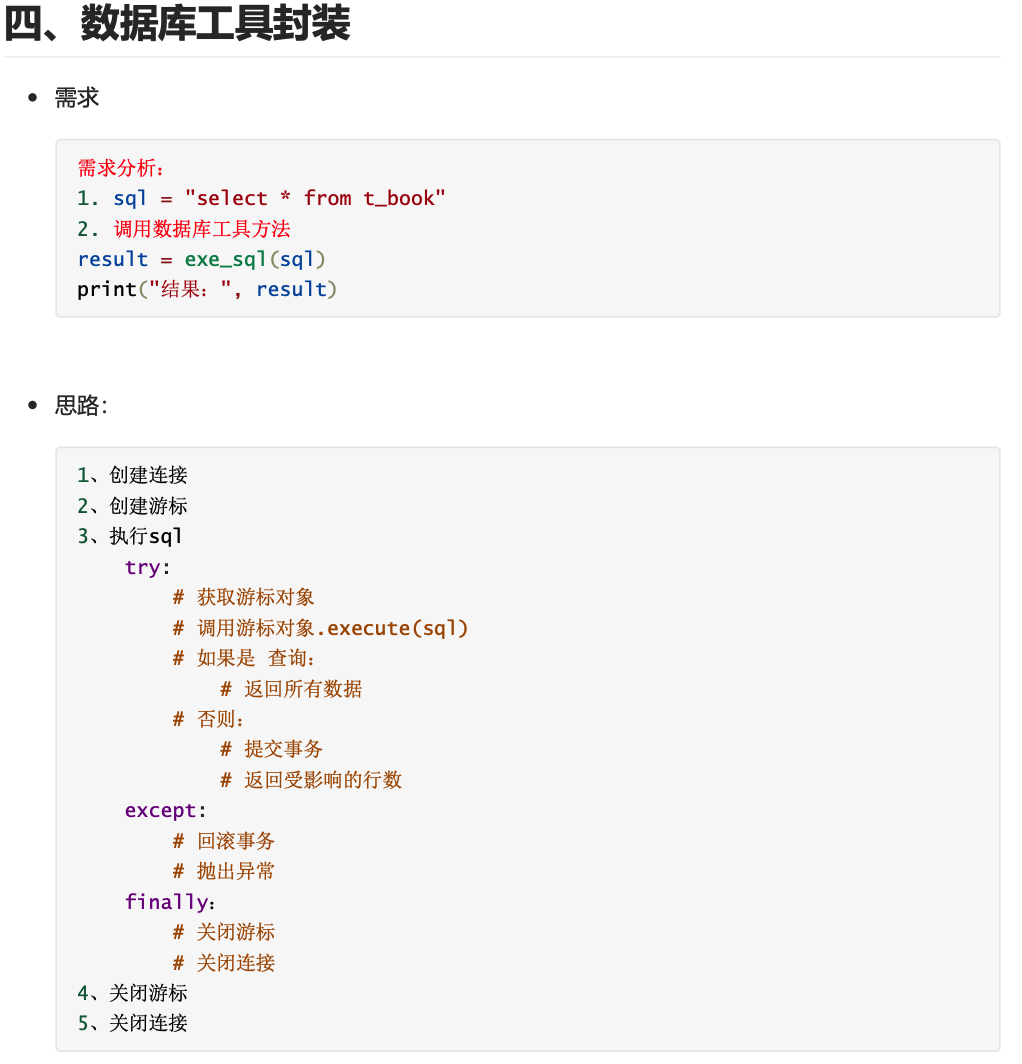 四、数据库工具封装
需求
需求分析：
1. sql = "select * from t_book"
2. 调用数据库工具方法
result = exe_sql(sql)
print("结果：", result)
思路：
1、创建连接
2、创建游标
3、执行sql
try:
# 获取游标对象
# 调用游标对象.execute(sql)
# 如果是 查询：
# 返回所有数据
# 否则：
# 提交事务
# 返回受影响的行数
except:
# 回滚事务
# 抛出异常
finally：
# 关闭游标
# 关闭连接
4、关闭游标
5、关闭连接